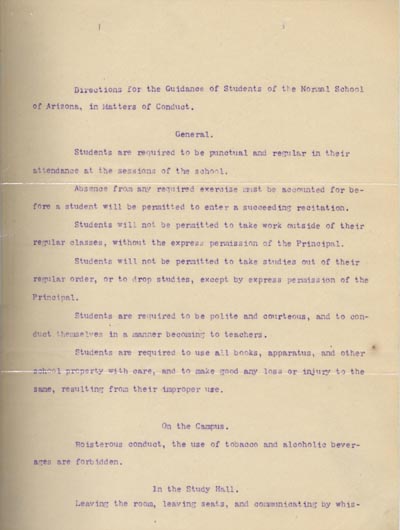 Directions for the Guidance of Students of the Normal School
of Arizona, in Matters of Conduct.
General.
Students are required to be punctual and regular in their
attendance at the sessions of the school.
Absence from any required exercise must be accounted for be-
fore a student will be permitted to enter a succeeding recitation.
Students will not be permitted to take work outside of their
regular classes, without the express permission of the Principal.
Students will not be permitted to take studies out of their
regular order, or to drop studies, except by express permission of the
Principal.
Students are required to be polite and courteous, and to con-
duct themselves in a manner becoming to teachers.
Students are required to use all books, apparatus, and other
school property with care, and to make good any loss or injury to the
same, resulting from their improper use.
On the Campus.
Boisterous conduct, the use of tobacco and alcoholic bever-
ages are forbidden.
In the Study Hall.
Leaving the room, leaving seats, and communicating by whis-